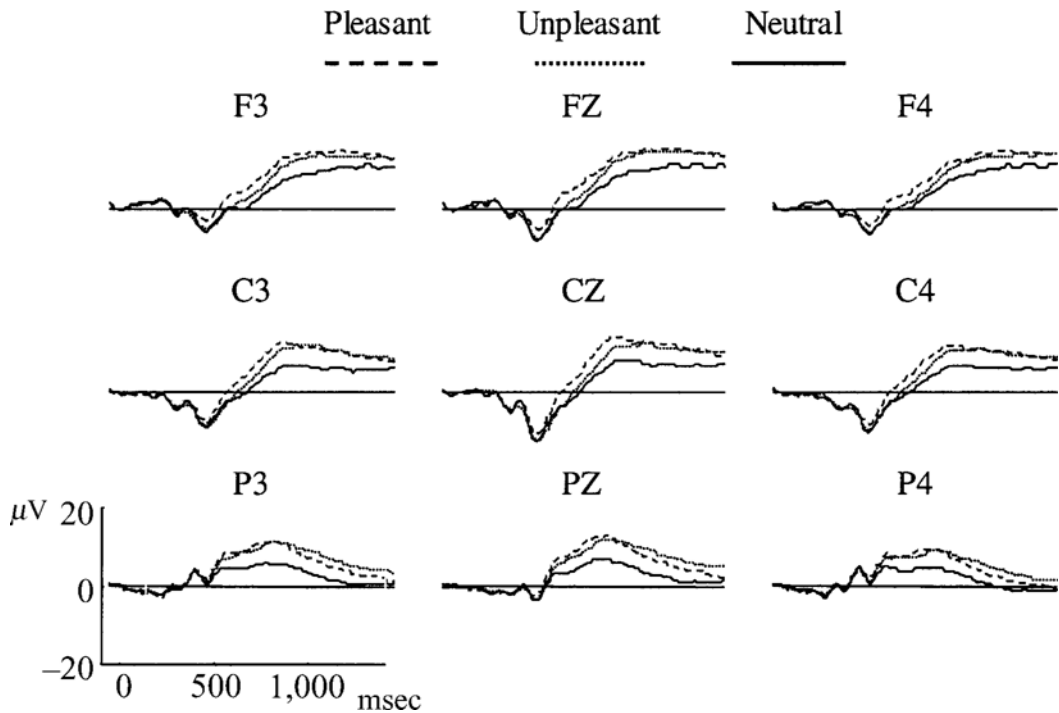 Pleasant Unpleasant Neutral
F3 FZ F4
C3 CZ C4
P3 PZ P4
μV 20
0
−20
0 500 1,000 msec